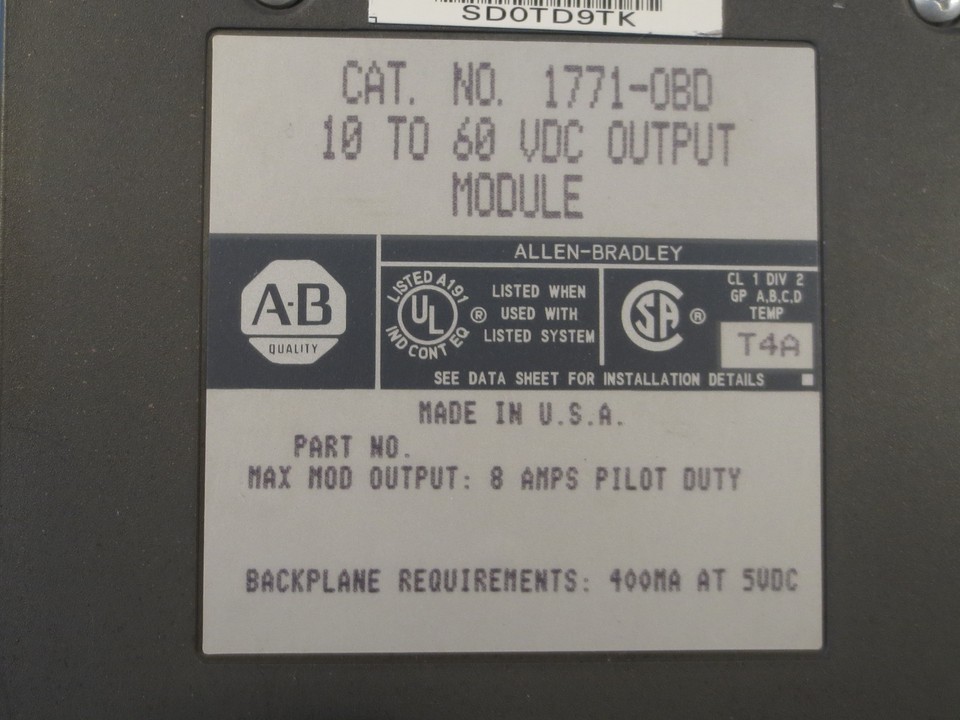 SD0TD9TK
CAT. NO. 1771-OBD
10 TO 60 VDC OUTPUT
MODULE
ALLEN-BRADLEY
A-B
QUALITY
LISTED A191
UL
IND CONT EQ
®
LISTED WHEN
USED WITH
LISTED SYSTEM
SA
®
CL 1 DIV 2
GP A,B,C,D
TEMP
T4A
SEE DATA SHEET FOR INSTALLATION DETAILS
MADE IN U.S.A.
PART NO.
MAX MOD OUTPUT: 8 AMPS PILOT DUTY
BACKPLANE REQUIREMENTS: 400MA AT 5VDC